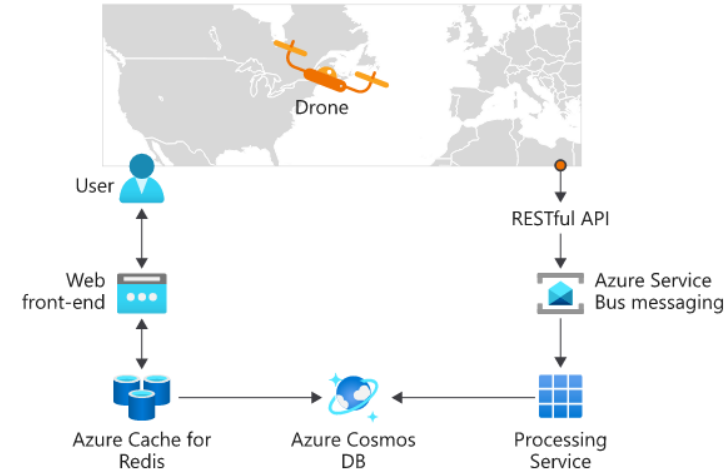 Drone
User
RESTful API
Web
front-end
Azure Service
Bus messaging
Azure Cache for
Redis
Azure Cosmos
DB
Processing
Service